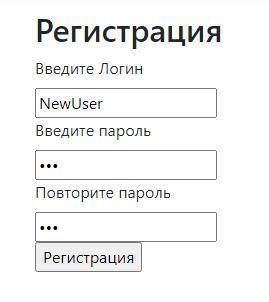 Регистрация
Введите Логин
NewUser
Введите пароль
•••
Повторите пароль
•••
Регистрация